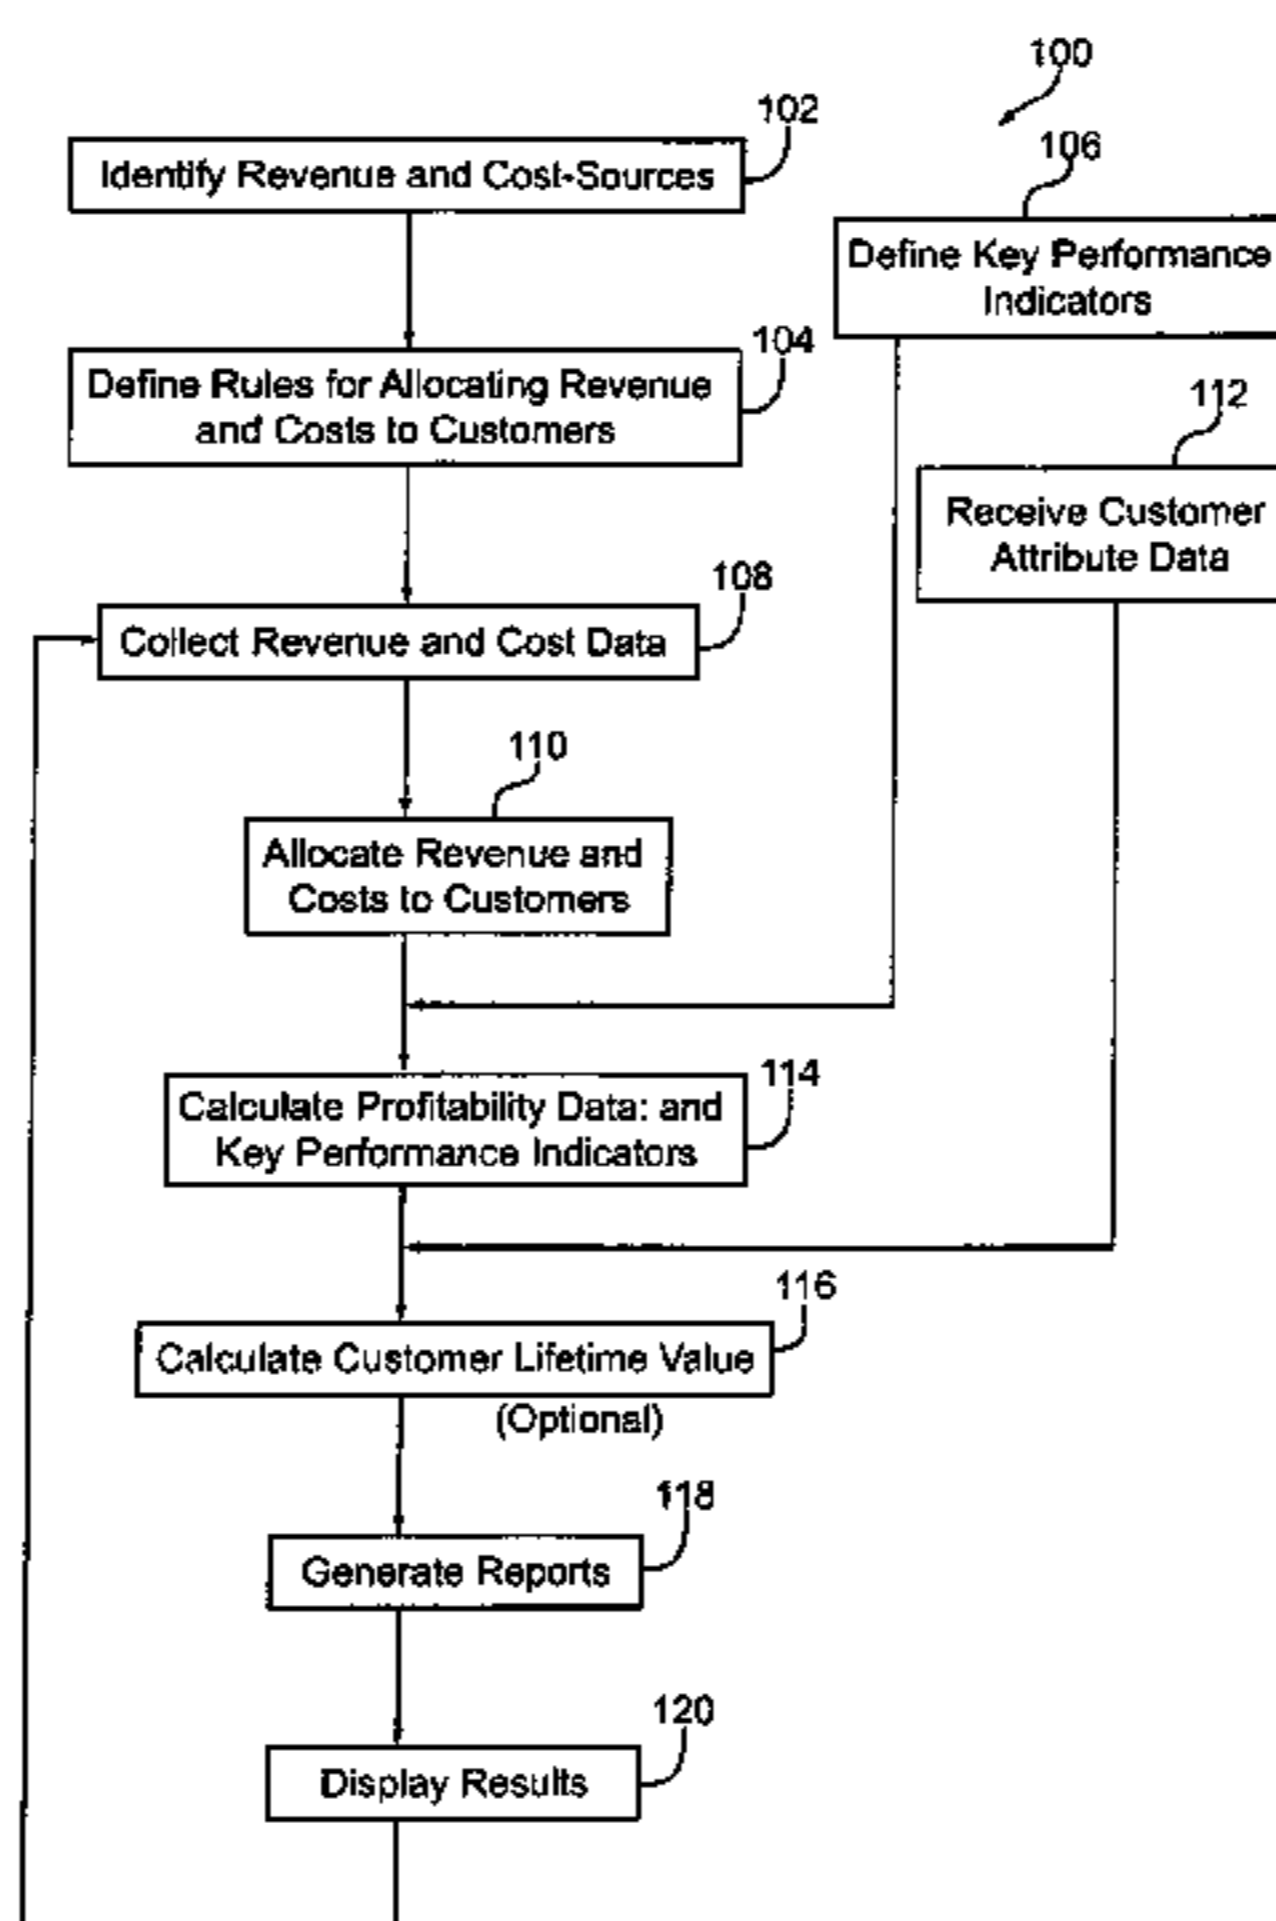 100
102
Identify Revenue and Cost-Sources
106
Define Key Performance
Indicators
104
Define Rules for Allocating Revenue
and Costs to Customers
112
Receive Customer
Attribute Data
108
Collect Revenue and Cost Data
110
Allocate Revenue and
Costs to Customers
114
Calculate Profitability Data: and
Key Performance Indicators
116
Calculate Customer Lifetime Value
(Optional)
118
Generate Reports
120
Display Results